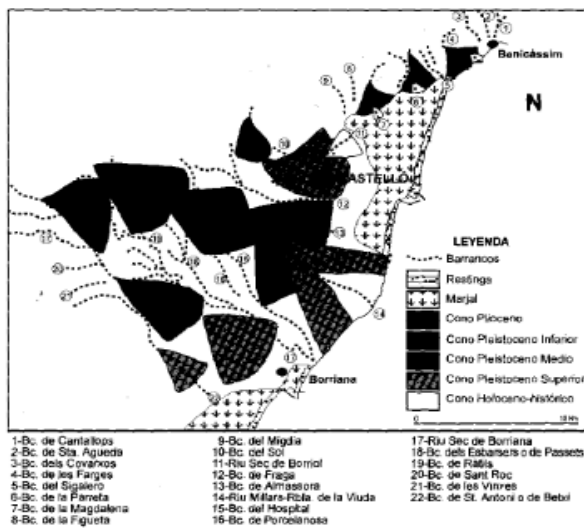 Benicàssim
N
ASTELLÓ
Borriana
LEYENDA
Barrancos
Restinga
Marjal
Cono Plioceno
Cono Pleistoceno Inferior
Cono Pleistoceno Medio
Cono Pleistoceno Superior
Cono Holoceno-histórico
1-Bc. de Cantallops
2-Bc. de Sta. Agueda
3-Bc. dels Covarxos
4-Bc. de les Farges
5-Bc. del Sigalero
6-Bc. de la Parreta
7-Bc. de la Magdalena
8-Bc. de la Figueta
9-Bc. del Migdia
10-Bc. del Sol
11-Riu Sec de Borriol
12-Bc. de Fraga
13-Bc. de Almassora
14-Riu Millars-Rbla. de la Viuda
15-Bc. del Hospital
16-Bc. de Porcelanosa
17-Riu Sec de Borriana
18-Bc. dels Esbarsers o de Passets
19-Bc. de Ràtils
20-Bc. de Sant Roc
21-Bc. de les Vinyes
22-Bc. de St. Antoni o de Betxí